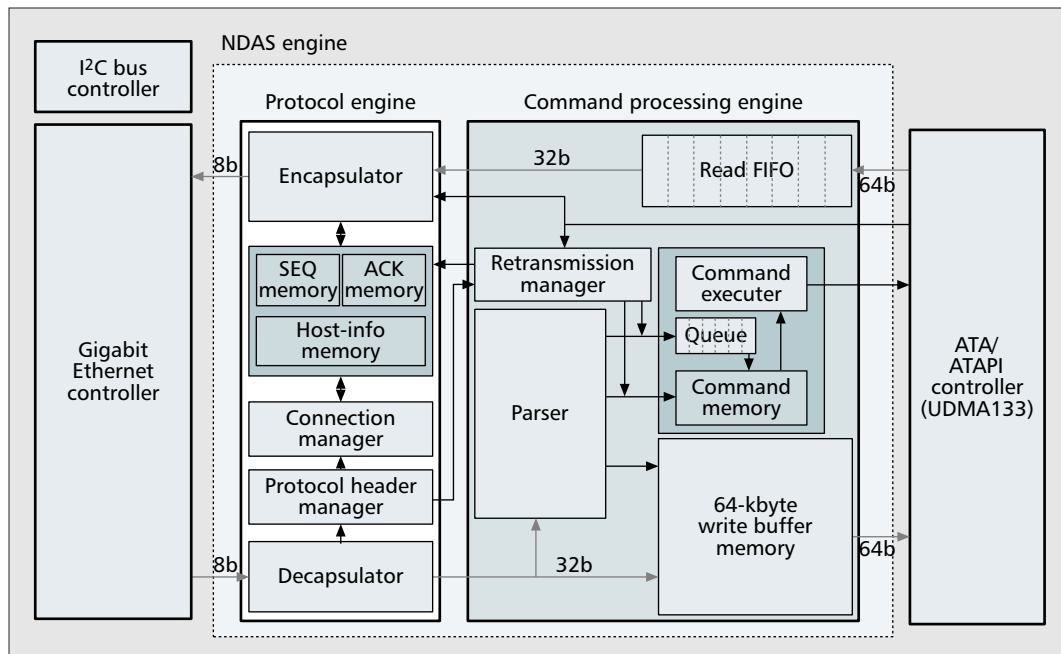 NDAS engine
I²C bus
controller
Protocol engine
Command processing engine
Gigabit
Ethernet
controller
8b
Encapsulator
32b
Read FIFO
64b
SEQ
memory
ACK
memory
Host-info
memory
Retransmission
manager
Command
executer
Queue
Command
memory
Parser
Connection
manager
Protocol header
manager
64-kbyte
write buffer
memory
8b
Decapsulator
32b
64b
ATA/
ATAPI
controller
(UDMA133)